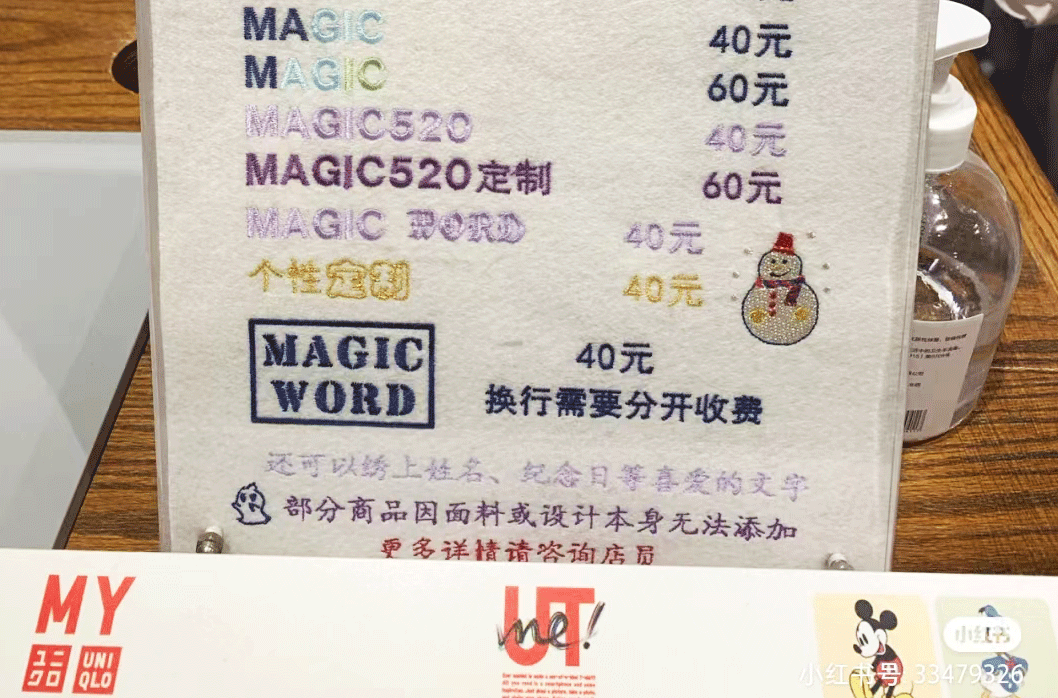 MAGIC 40元
MAGIC 60元
MAGIC520 40元
MAGIC520定制 60元
MAGIC WORD 40元
个性定制 40元
MAGIC
WORD
40元
换行需要分开收费
还可以绣上姓名、纪念日等喜爱的文字
部分商品因面料或设计本身无法添加
更多详情请咨询店员
MY
UT
me!
ユニ
クロ
UNI
QLO
小红书
小红书号 33479326